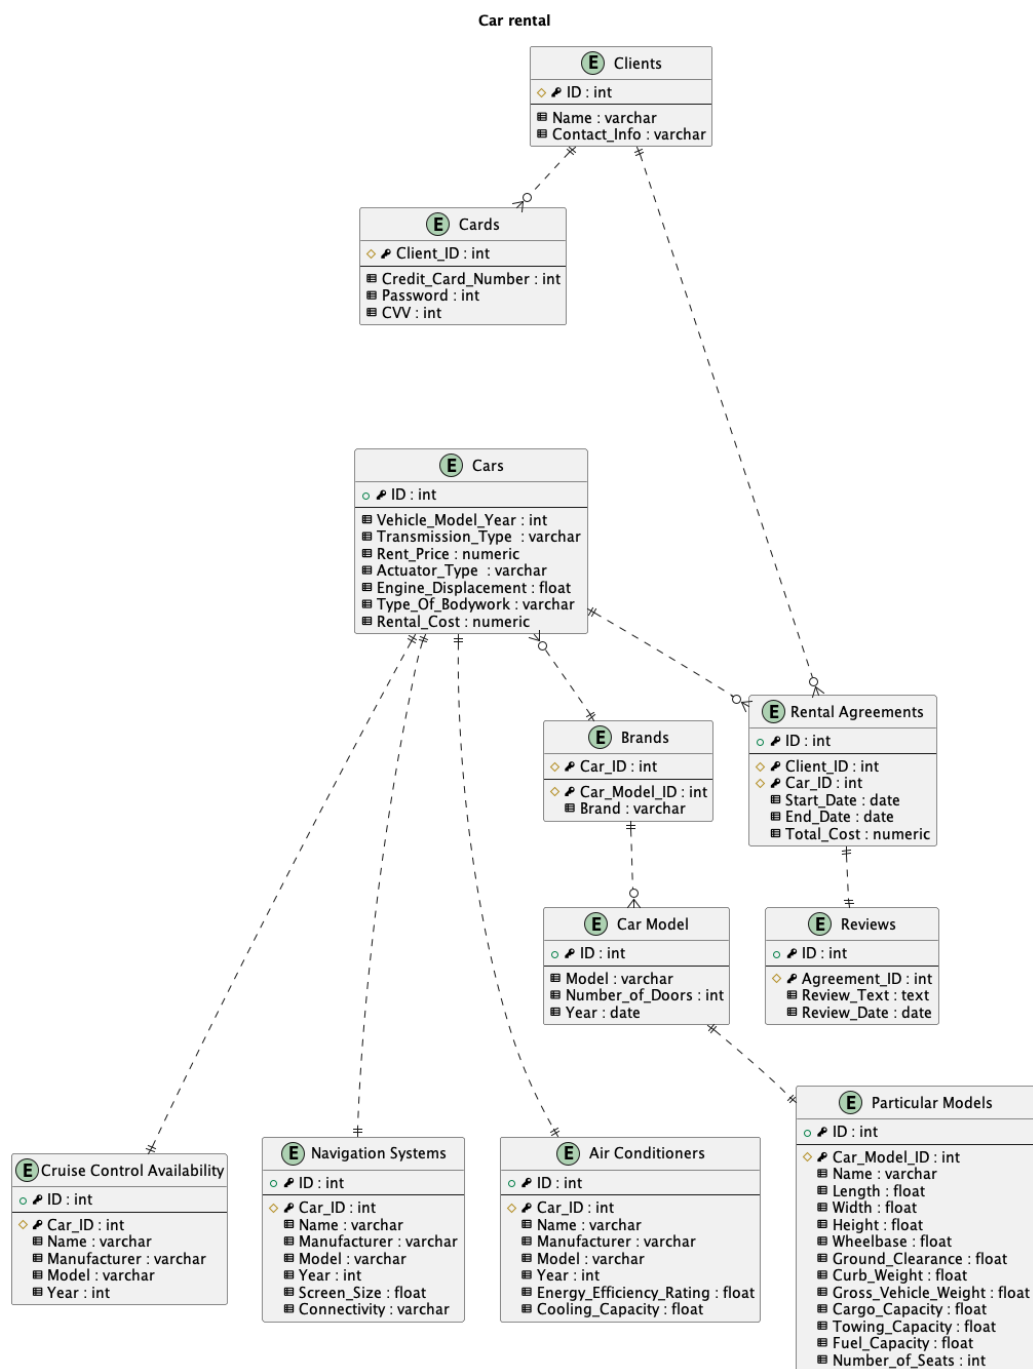 Car rental
E Clients
ID : int
Name : varchar
Contact_Info : varchar
E Cards
Client_ID : int
Credit_Card_Number : int
Password : int
CVV : int
E Cars
ID : int
Vehicle_Model_Year : int
Transmission_Type : varchar
Rent_Price : numeric
Actuator_Type : varchar
Engine_Displacement : float
Type_Of_Bodywork : varchar
Rental_Cost : numeric
E Rental Agreements
ID : int
Client_ID : int
Car_ID : int
Start_Date : date
End_Date : date
Total_Cost : numeric
E Brands
Car_ID : int
Car_Model_ID : int
Brand : varchar
E Car Model
ID : int
Model : varchar
Number_of_Doors : int
Year : date
E Reviews
ID : int
Agreement_ID : int
Review_Text : text
Review_Date : date
E Cruise Control Availability
ID : int
Car_ID : int
Name : varchar
Manufacturer : varchar
Model : varchar
Year : int
E Navigation Systems
ID : int
Car_ID : int
Name : varchar
Manufacturer : varchar
Model : varchar
Year : int
Screen_Size : float
Connectivity : varchar
E Air Conditioners
ID : int
Car_ID : int
Name : varchar
Manufacturer : varchar
Model : varchar
Year : int
Energy_Efficiency_Rating : float
Cooling_Capacity : float
E Particular Models
ID : int
Car_Model_ID : int
Name : varchar
Length : float
Width : float
Height : float
Wheelbase : float
Ground_Clearance : float
Curb_Weight : float
Gross_Vehicle_Weight : float
Cargo_Capacity : float
Towing_Capacity : float
Fuel_Capacity : float
Number_of_Seats : int